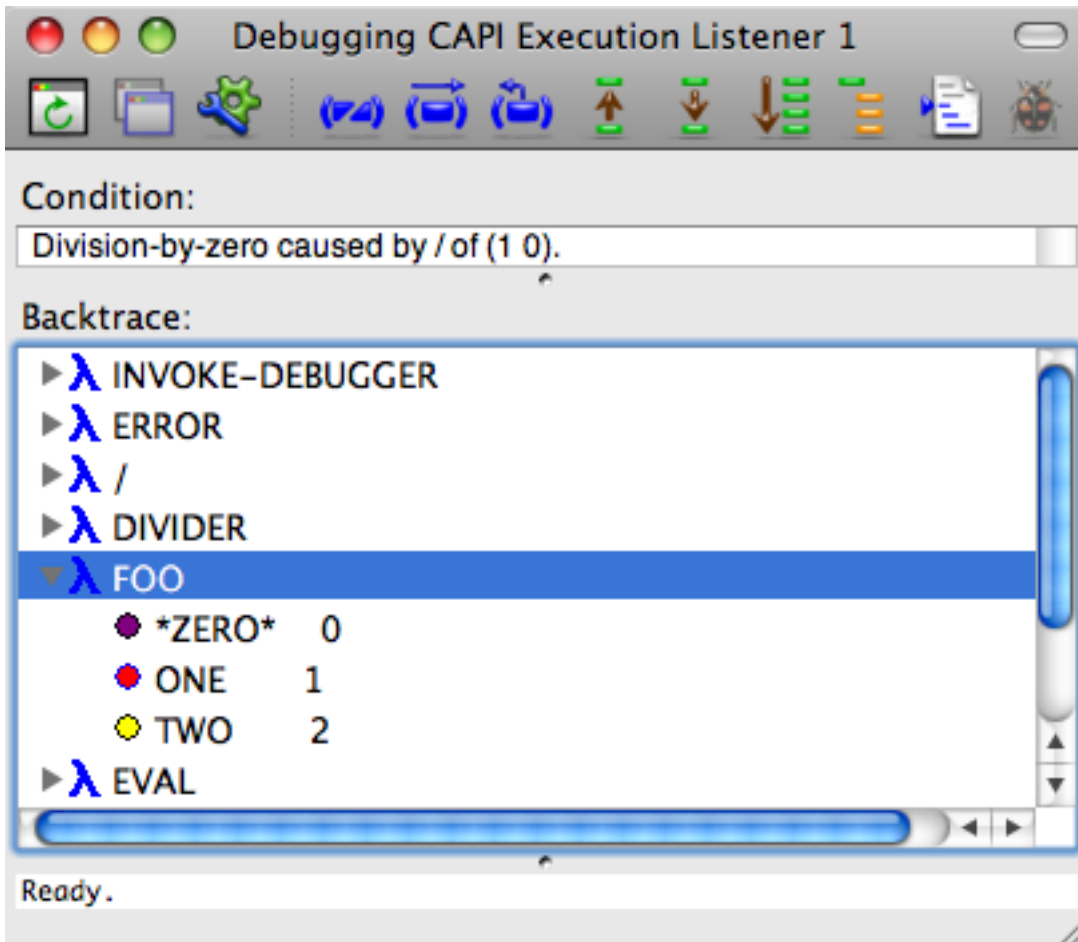 Debugging CAPI Execution Listener 1
Condition:
Division-by-zero caused by / of (1 0).
Backtrace:
λ INVOKE-DEBUGGER
λ ERROR
λ /
λ DIVIDER
λ FOO
*ZERO* 0
ONE 1
TWO 2
λ EVAL
Ready.